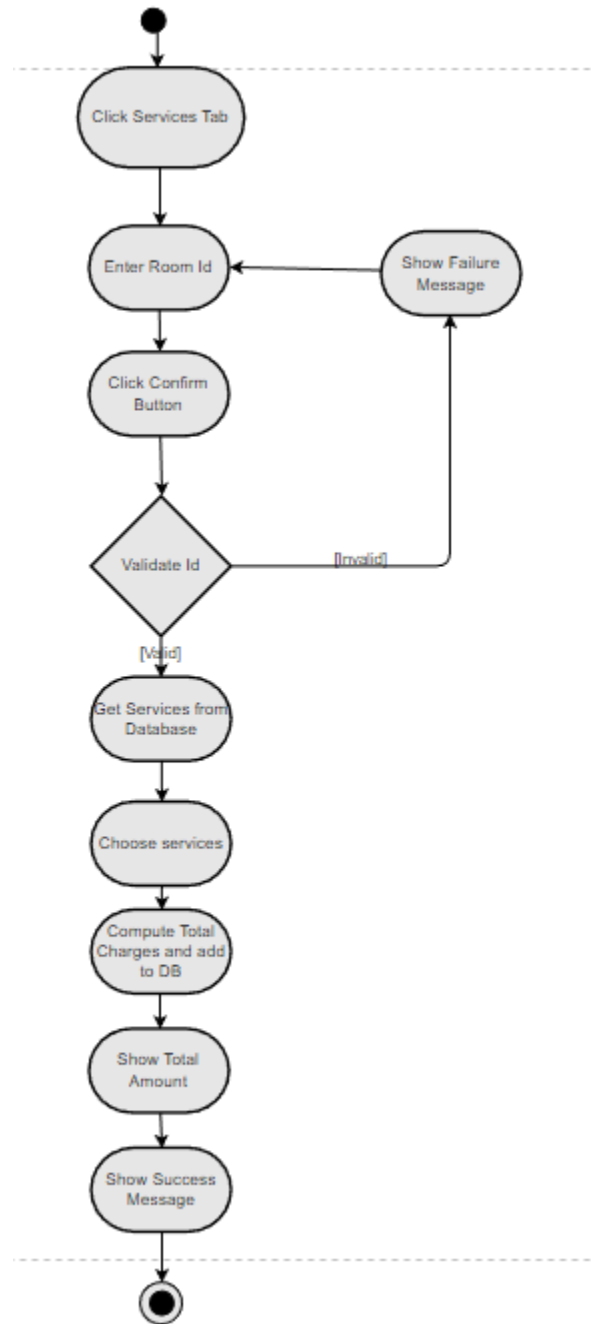 Click Services Tab
Enter Room Id
Show Failure
Message
Click Confirm
Button
Validate Id
[Invalid]
[Valid]
Get Services from
Database
Choose services
Compute Total
Charges and add
to DB
Show Total
Amount
Show Success
Message